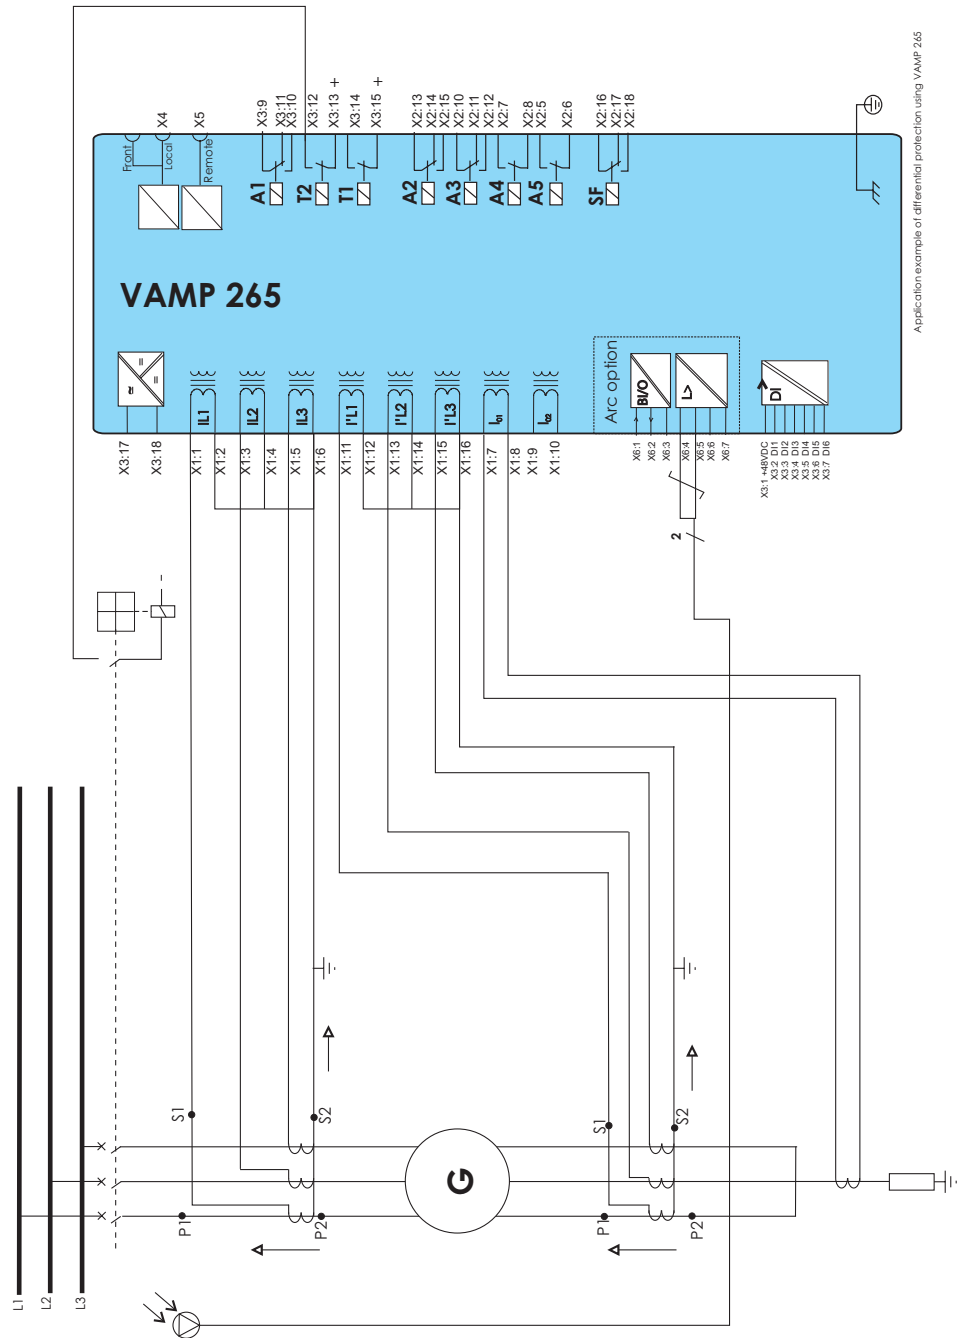 X3:9
X3:11
X3:10
X3:12
X3:13 +
X3:14
X3:15 +
X2:13
X2:14
X2:15
X2:10
X2:11
X2:12
X2:7
X2:8
X2:5
X2:6
X2:16
X2:17
X2:18
X4
X5
Front
Local
Remote
A1
T2
T1
A2
A3
A4
A5
SF
VAMP 265
Application example of differential protection using VAMP 265
IL1
IL2
IL3
I'L1
I'L2
I'L3
I01
I02
Arc option
BI/O
L>
DI
X3:17
X3:18
X1:1
X1:2
X1:3
X1:4
X1:5
X1:6
X1:11
X1:12
X1:13
X1:14
X1:15
X1:16
X1:7
X1:8
X1:9
X1:10
X6:1
X6:2
X6:3
X6:4
X6:5
X6:6
X6:7
X3:1 +48VDC
X3:2 DI1
X3:3 DI2
X3:4 DI3
X3:5 DI4
X3:6 DI5
X3:7 DI6
2
S1
S2
S1
S2
G
P1
P2
P1
P2
L1
L2
L3